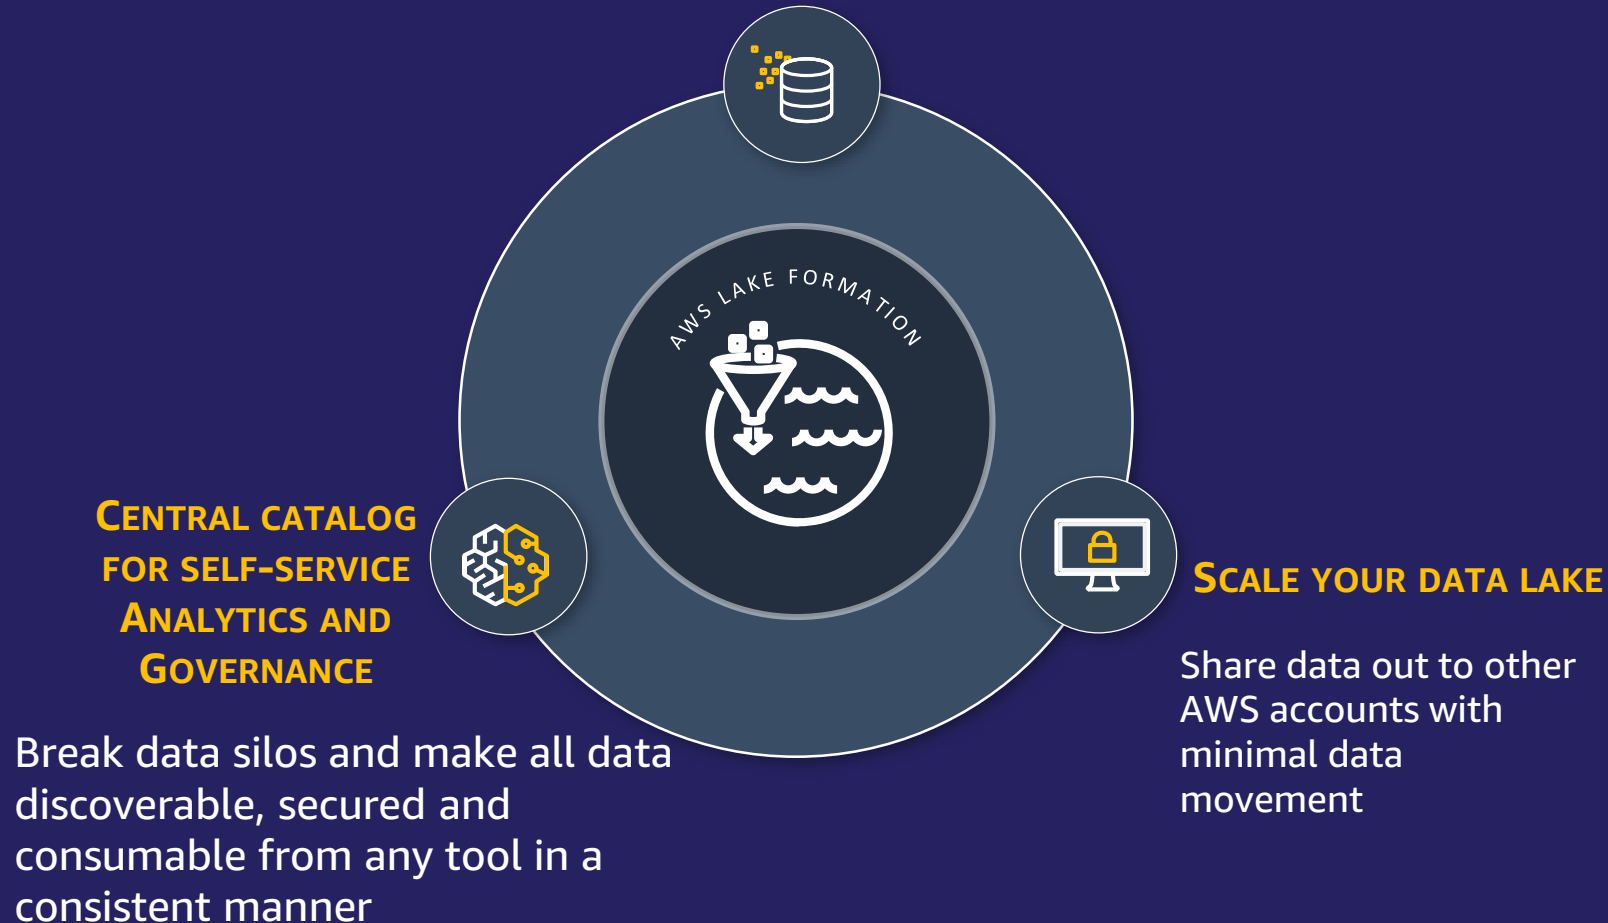 AWS LAKE FORMATION
CENTRAL CATALOG
FOR SELF-SERVICE
ANALYTICS AND
GOVERNANCE
Break data silos and make all data
discoverable, secured and
consumable from any tool in a
consistent manner
SCALE YOUR DATA LAKE
Share data out to other
AWS accounts with
minimal data
movement